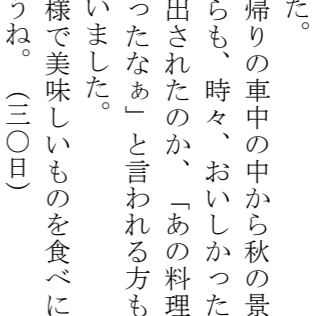 た。
帰りの車中の中から秋の景
らも、時々、おいしかった
出されたのか、「あの料理
ったなぁ」と言われる方も
いました。
様で美味しいものを食べに
うね。（三〇日）